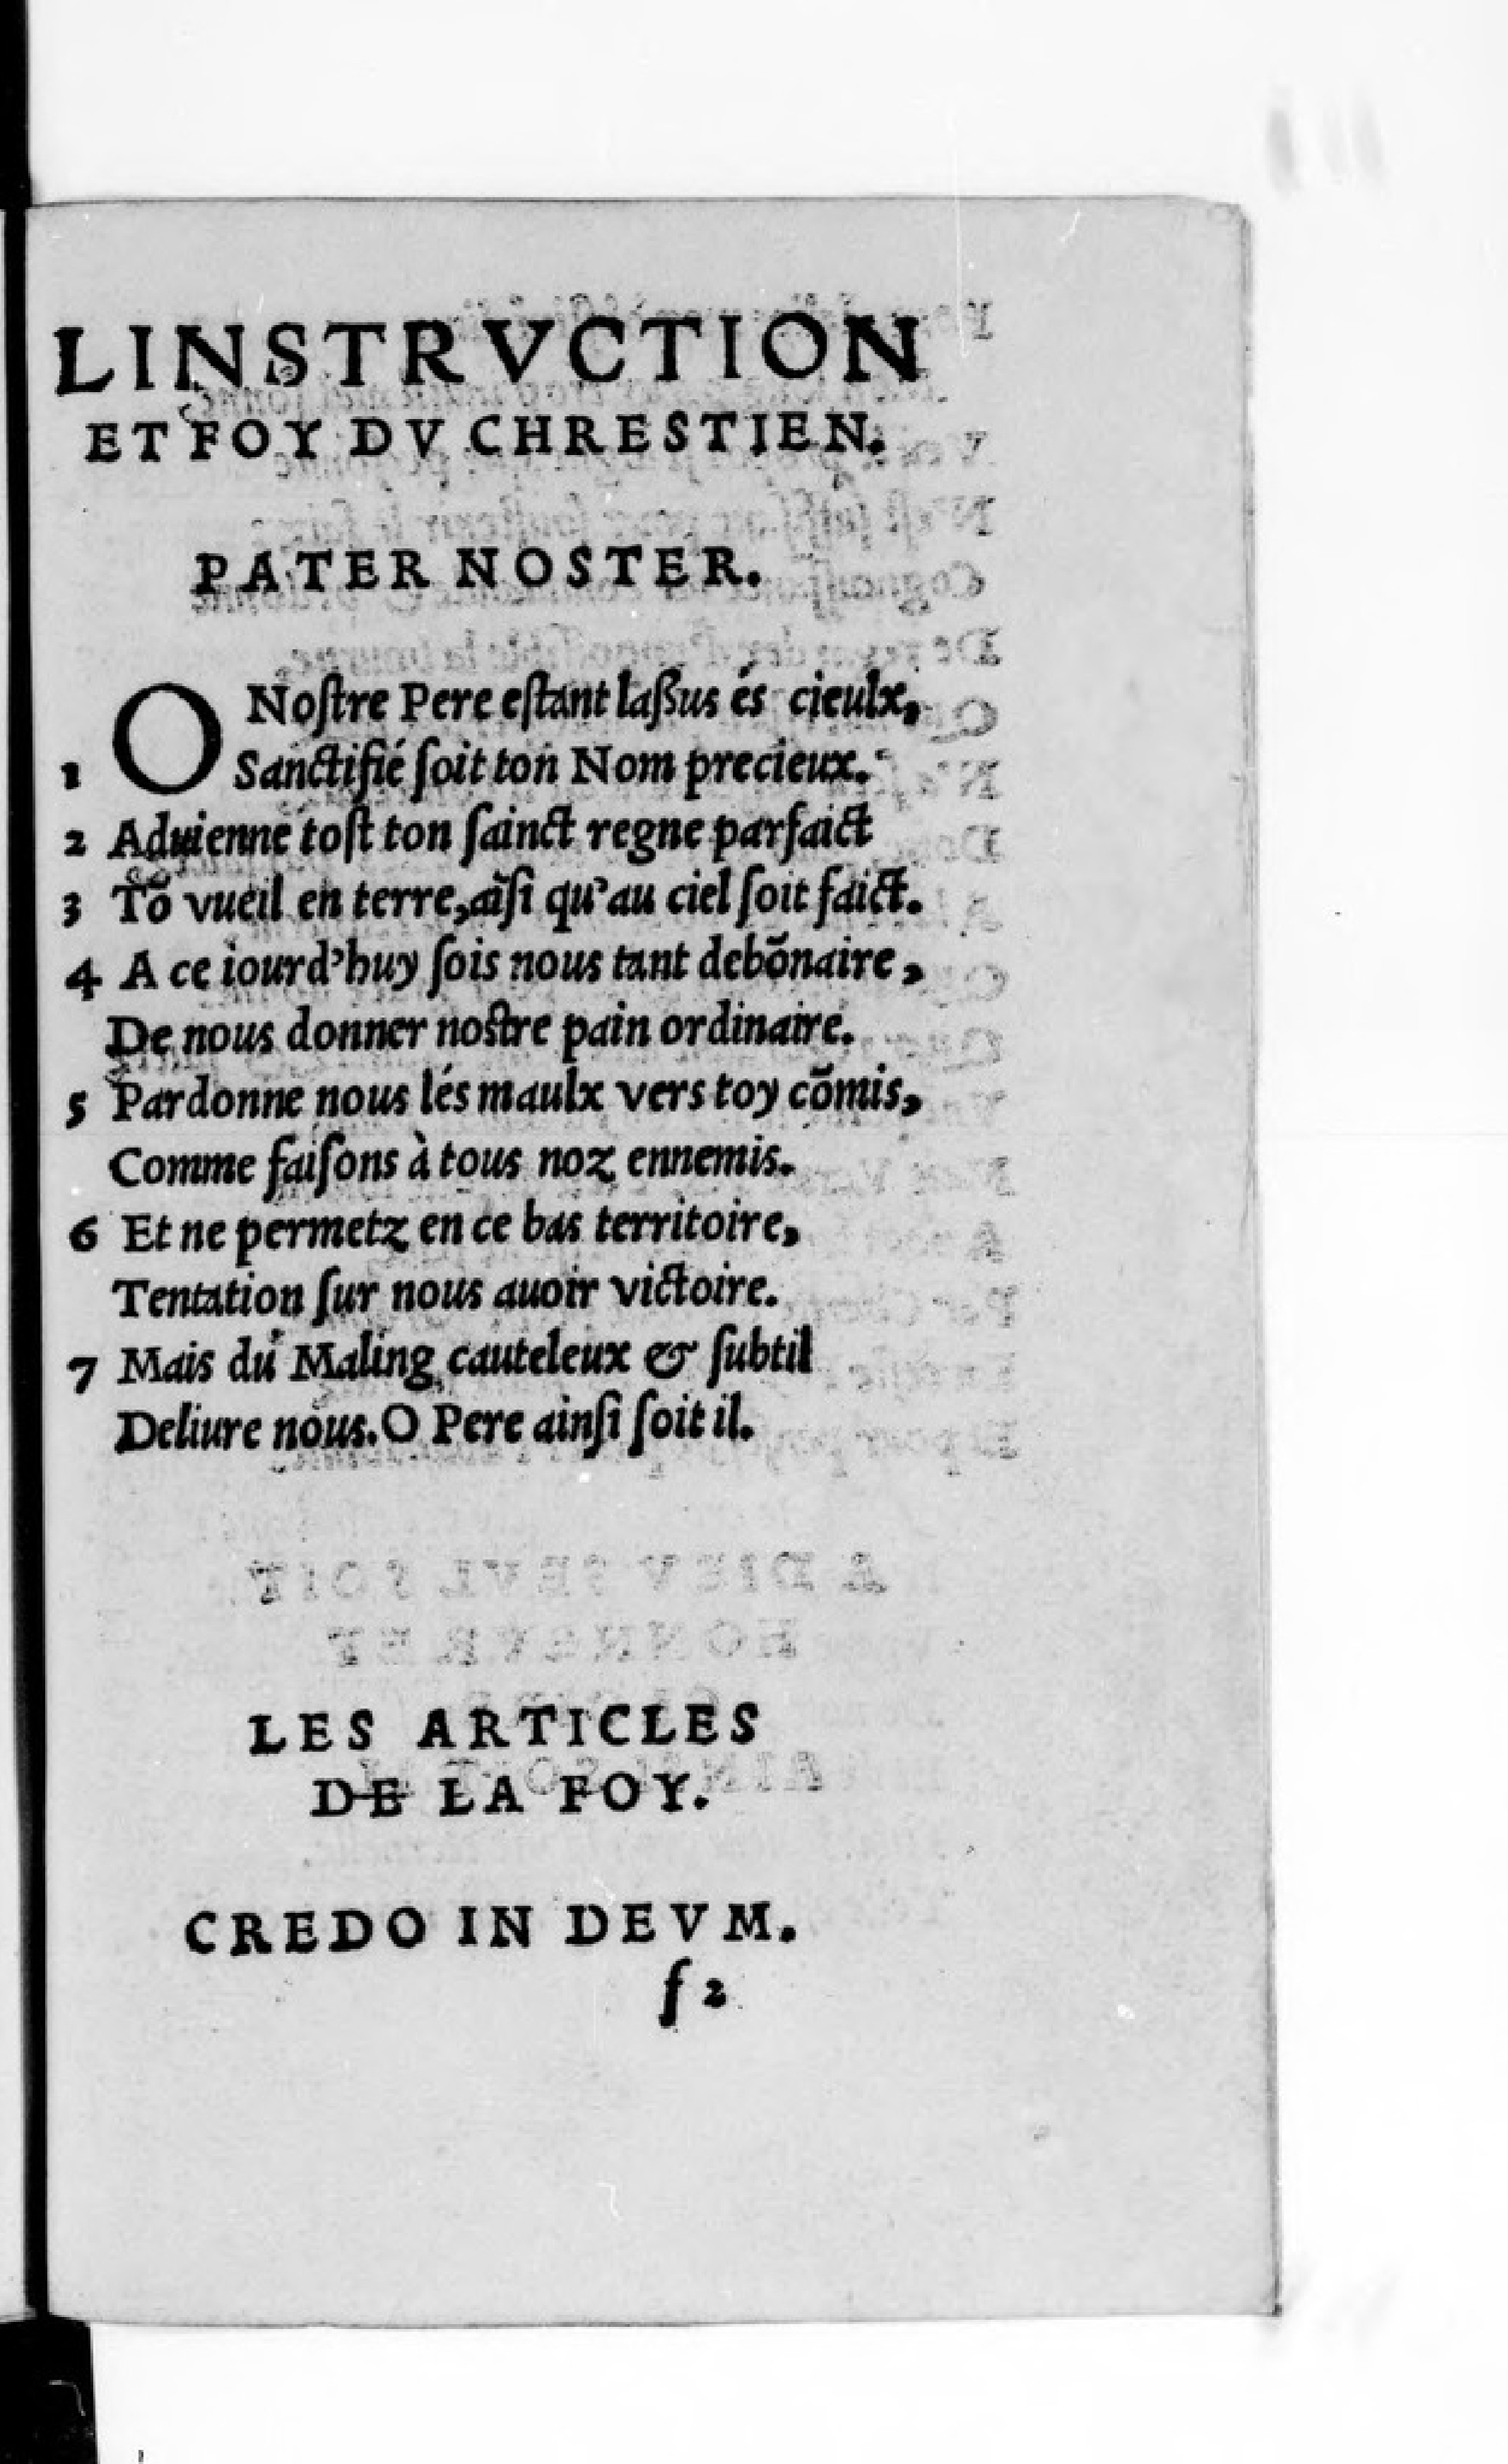 LINSTRVCTION
ET FOY DV CHRESTIEN.
PATER NOSTER.
O Noſtre Pere eſtant laßus és cieulx,
1 Sanctifié ſoit ton Nom precieux.
2 Aduienne toſt ton ſainct regne parfaict
3 Tõ vueil en terre, aĩſi qu'au ciel ſoit faict.
4 A ce iourd'huy ſois nous tant debõnaire,
De nous donner noſtre pain ordinaire.
5 Pardonne nous lés maulx vers toy cõmis,
Comme faiſons à tous noz ennemis.
6 Et ne permetz en ce bas territoire,
Tentation ſur nous auoir victoire.
7 Mais du Maling cauteleux & ſubtil
Deliure nous. O Pere ainſi ſoit il.
LES ARTICLES
DE LA FOY.
CREDO IN DEVM.
ſ 2